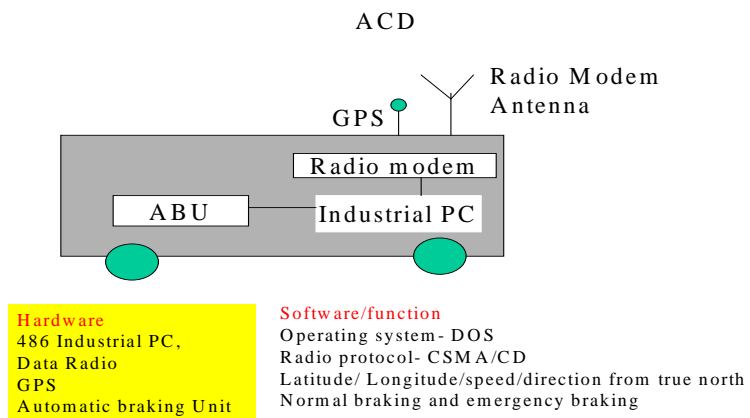 ACD
Radio Modem
Antenna
GPS
Radio modem
ABU
Industrial PC
Hardware
486 Industrial PC,
Data Radio
GPS
Automatic braking Unit
Software/function
Operating system- DOS
Radio protocol- CSMA/CD
Latitude/ Longitude/speed/direction from true north
Normal braking and emergency braking